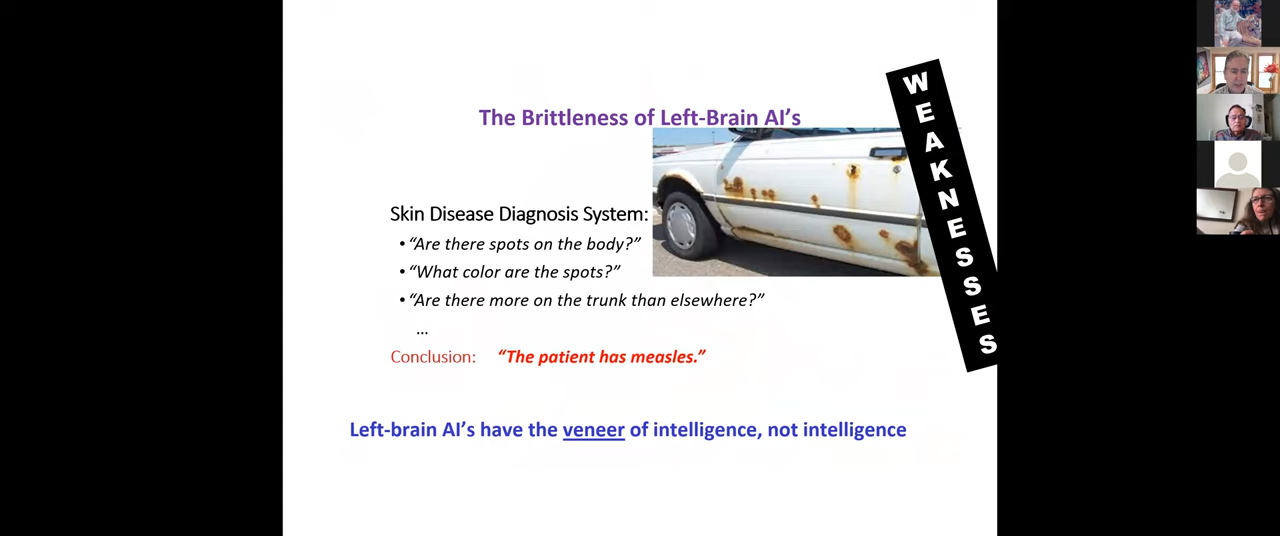 The Brittleness of Left-Brain AI's
WEAKNESSES
Skin Disease Diagnosis System:
• “Are there spots on the body?”
• “What color are the spots?”
• “Are there more on the trunk than elsewhere?”
...
Conclusion: “The patient has measles.”
Left-brain AI's have the veneer of intelligence, not intelligence